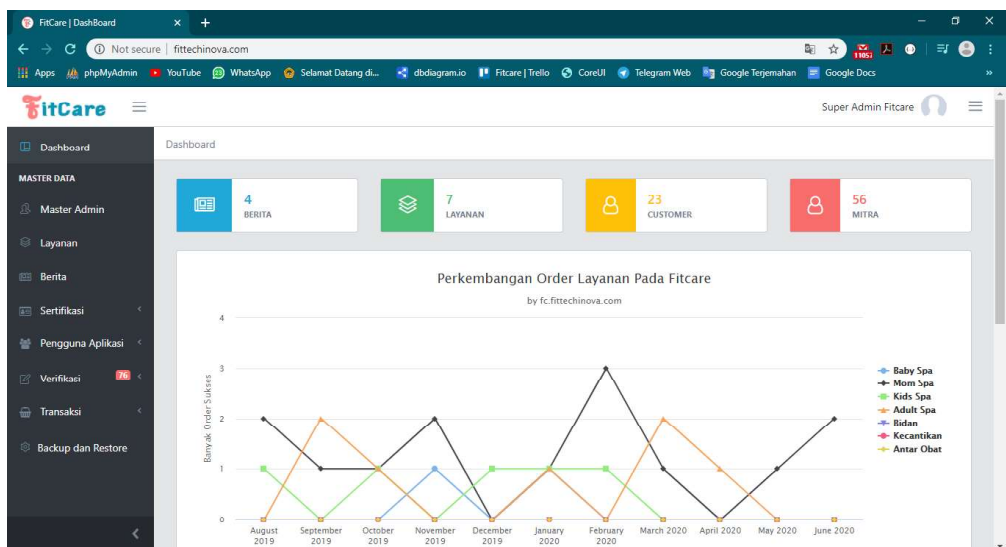 FitCare | DashBoard
Not secure | fittechinova.com
11051
Apps phpMyAdmin YouTube WhatsApp Selamat Datang di... dbdiagram.io Fitcare | Trello CoreUI Telegram Web Google Terjemahan Google Docs
FitCare
Super Admin Fitcare
Dashboard
MASTER DATA
Master Admin
Layanan
Berita
Sertifikasi
Pengguna Aplikasi
Verifikasi 76
Transaksi
Backup dan Restore
Dashboard
4
BERITA
7
LAYANAN
23
CUSTOMER
56
MITRA
Perkembangan Order Layanan Pada Fitcare
by fc.fittechinova.com
Banyak Order Sukses
4
3
2
1
0
August 2019
September 2019
October 2019
November 2019
December 2019
January 2020
February 2020
March 2020
April 2020
May 2020
June 2020
Baby Spa
Mom Spa
Kids Spa
Adult Spa
Bidan
Kecantikan
Antar Obat